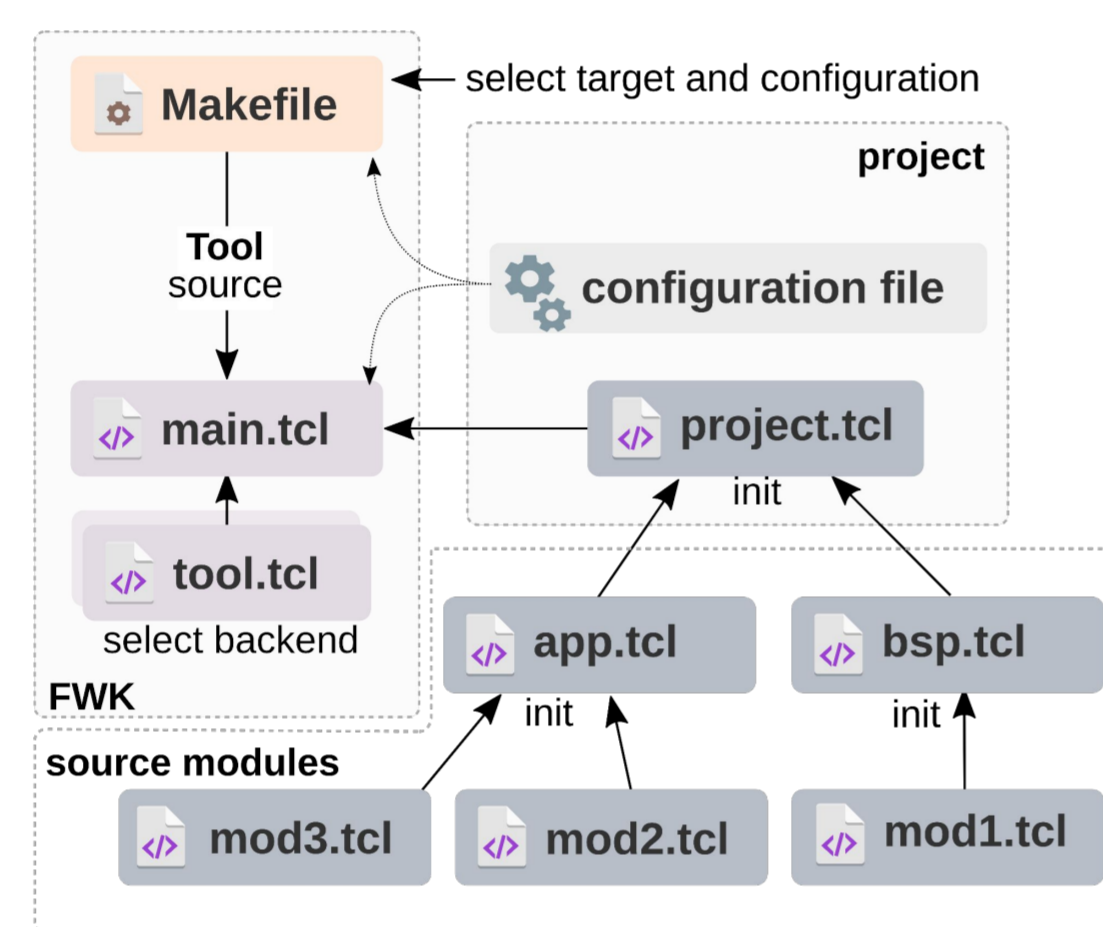 Makefile
select target and configuration
project
Tool
source
configuration file
main.tcl
project.tcl
init
tool.tcl
select backend
FWK
app.tcl
bsp.tcl
init
init
source modules
mod3.tcl
mod2.tcl
mod1.tcl